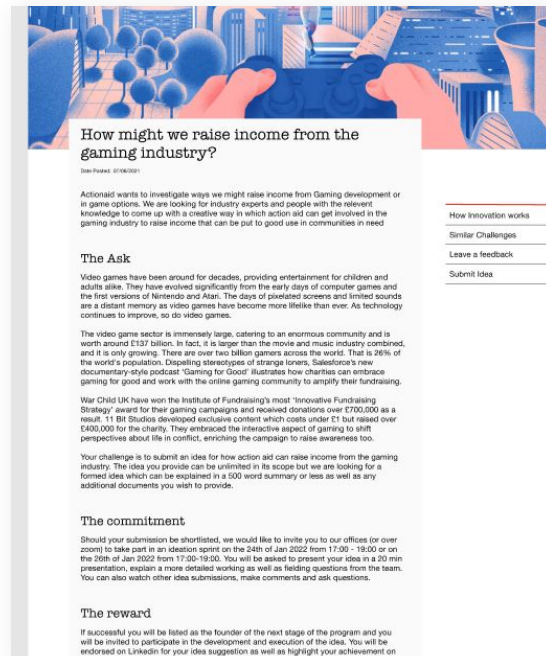 How might we raise income from the
gaming industry?
Date Posted: 07/06/2021
Actionaid wants to investigate ways we might raise income from Gaming development or
in game options. We are looking for industry experts and people with the relevent
knowledge to come up with a creative way in which action aid can get involved in the
gaming industry to raise income that can be put to good use in communities in need
How Innovation works
Similar Challenges
Leave a feedback
Submit Idea
The Ask
Video games have been around for decades, providing entertainment for children and
adults alike. They have evolved significantly from the early days of computer games and
the first versions of Nintendo and Atari. The days of pixelated screens and limited sounds
are a distant memory as video games have become more lifelike than ever. As technology
continues to improve, so do video games.
The video game sector is immensely large, catering to an enormous community and is
worth around £137 billion. In fact, it is larger than the movie and music industry combined,
and it is only growing. There are over two billion gamers across the world. That is 26% of
the world's population. Dispelling stereotypes of strange loners, Salesforce's new
documentary-style podcast 'Gaming for Good' illustrates how charities can embrace
gaming for good and work with the online gaming community to amplify their fundraising.
War Child UK have won the Institute of Fundraising's most 'Innovative Fundraising
Strategy' award for their gaming campaigns and received donations over £700,000 as a
result. 11 Bit Studios developed exclusive content which costs under £1 but raised over
£400,000 for the charity. They embraced the interactive aspect of gaming to shift
perspectives about life in conflict, enriching the campaign to raise awareness too.
Your challenge is to submit an idea for how action aid can raise income from the gaming
industry. The idea you provide can be unlimited in its scope but we are looking for a
formed idea which can be explained in a 500 word summary or less as well as any
additional documents you wish to provide.
The commitment
Should your submission be shortlisted, we would like to invite you to our offices (or over
zoom) to take part in an ideation sprint on the 24th of Jan 2022 from 17:00 - 19:00 or on
the 26th of Jan 2022 from 17:00-19:00. You will be asked to present your idea in a 20 min
presentation, explain a more detailed working as well as fielding questions from the team.
You can also watch other idea submissions, make comments and ask questions.
The reward
If successful you will be listed as the founder of the next stage of the program and you
will be invited to participate in the development and execution of the idea. You will be
endorsed on Linkedin for your idea suggestion as well as highlight your achievement on